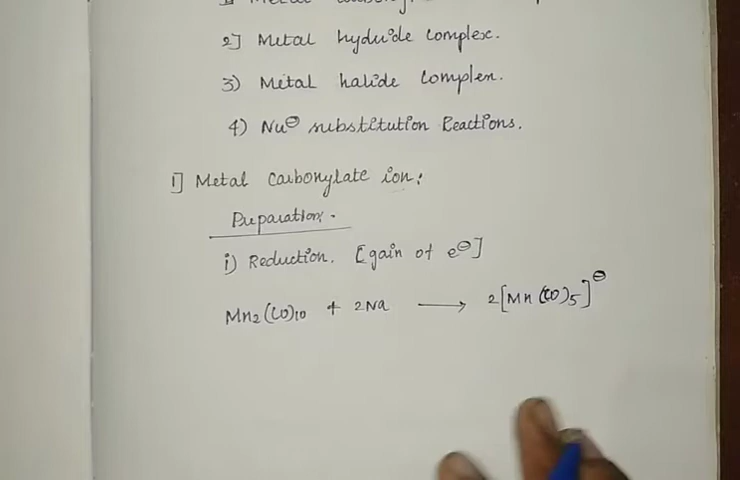 2] Metal hydride complex.
3) Metal halide complex.
4) Nu⊖ substitution Reactions.
1] Metal carbonylate ion:
Preparation:-
i) Reduction. [gain of e⊖]
Mn2(CO)10 + 2Na ⟶ 2[Mn(CO)5]⊖